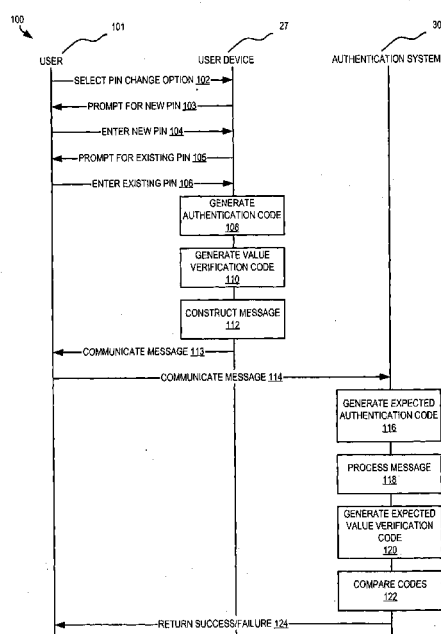 100
101
27
30
USER
USER DEVICE
AUTHENTICATION SYSTEM
SELECT PIN CHANGE OPTION 102
PROMPT FOR NEW PIN 103
ENTER NEW PIN 104
PROMPT FOR EXISTING PIN 105
ENTER EXISTING PIN 106
GENERATE
AUTHENTICATION CODE
108
GENERATE VALUE
VERIFICATION CODE
110
CONSTRUCT MESSAGE
112
COMMUNICATE MESSAGE 113
COMMUNICATE MESSAGE 114
GENERATE EXPECTED
AUTHENTICATION CODE
116
PROCESS MESSAGE
118
GENERATE EXPECTED
VALUE VERIFICATION
CODE
120
COMPARE CODES
122
RETURN SUCCESS/FAILURE 124